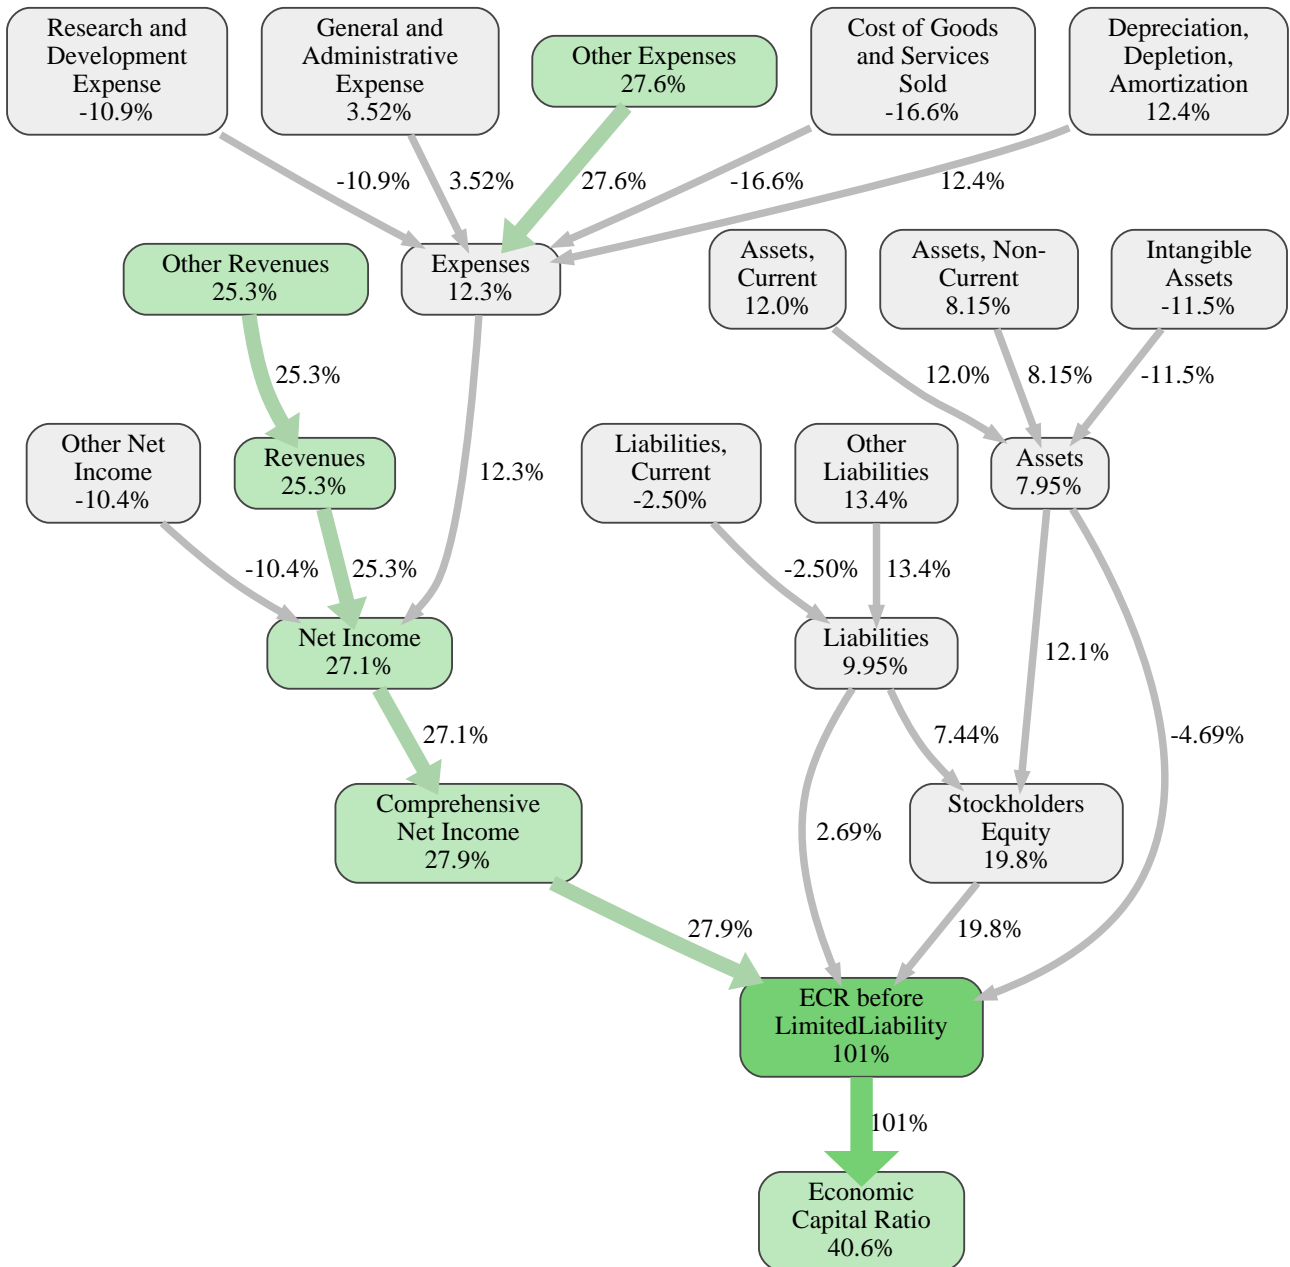 Research and
Development
Expense
-10.9%
General and
Administrative
Expense
3.52%
Other Expenses
27.6%
Cost of Goods
and Services
Sold
-16.6%
Depreciation,
Depletion,
Amortization
12.4%
-10.9%
3.52%
27.6%
-16.6%
12.4%
Other Revenues
25.3%
Expenses
12.3%
Assets,
Current
12.0%
Assets, Non-
Current
8.15%
Intangible
Assets
-11.5%
25.3%
12.0%
8.15%
-11.5%
Other Net
Income
-10.4%
Revenues
25.3%
12.3%
Liabilities,
Current
-2.50%
Other
Liabilities
13.4%
Assets
7.95%
-10.4%
25.3%
-2.50%
13.4%
Net Income
27.1%
Liabilities
9.95%
12.1%
27.1%
7.44%
-4.69%
Comprehensive
Net Income
27.9%
2.69%
Stockholders
Equity
19.8%
27.9%
19.8%
ECR before
LimitedLiability
101%
101%
Economic
Capital Ratio
40.6%